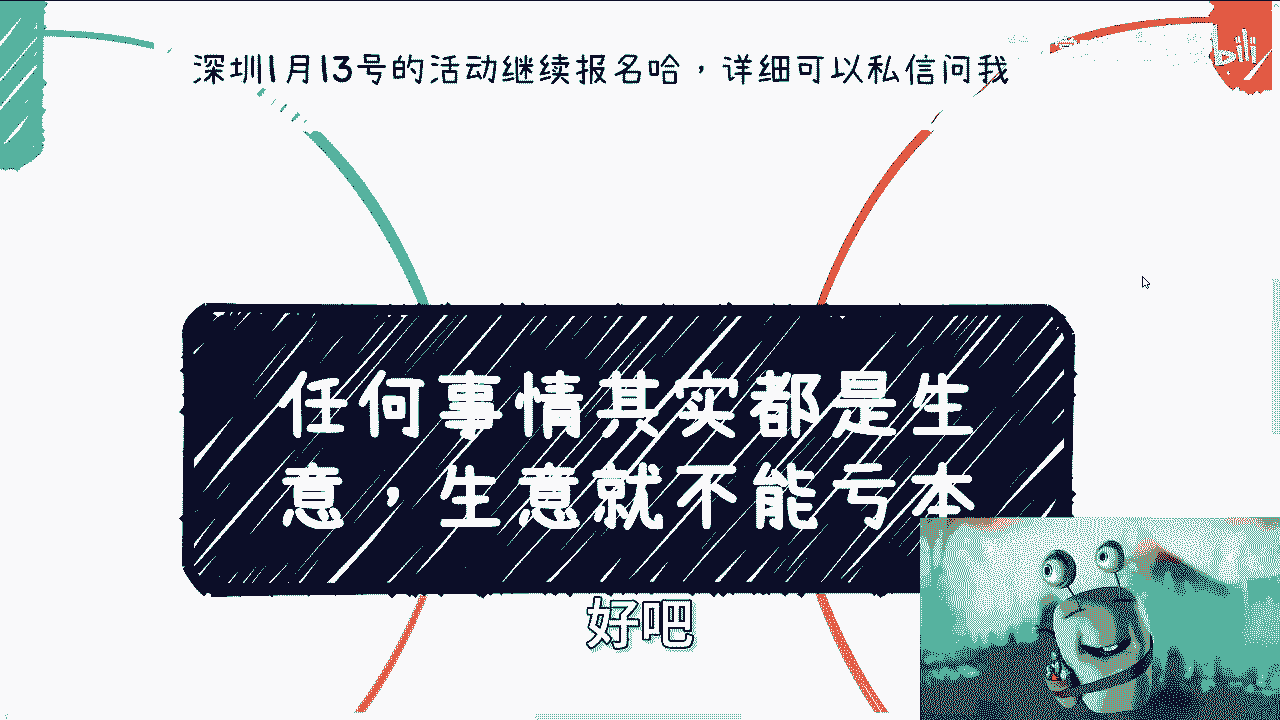 深圳1月13号的活动继续报名哈，详细可以私信问我
bili
任何事情其实都是生
意，生意就不能亏本
好吧